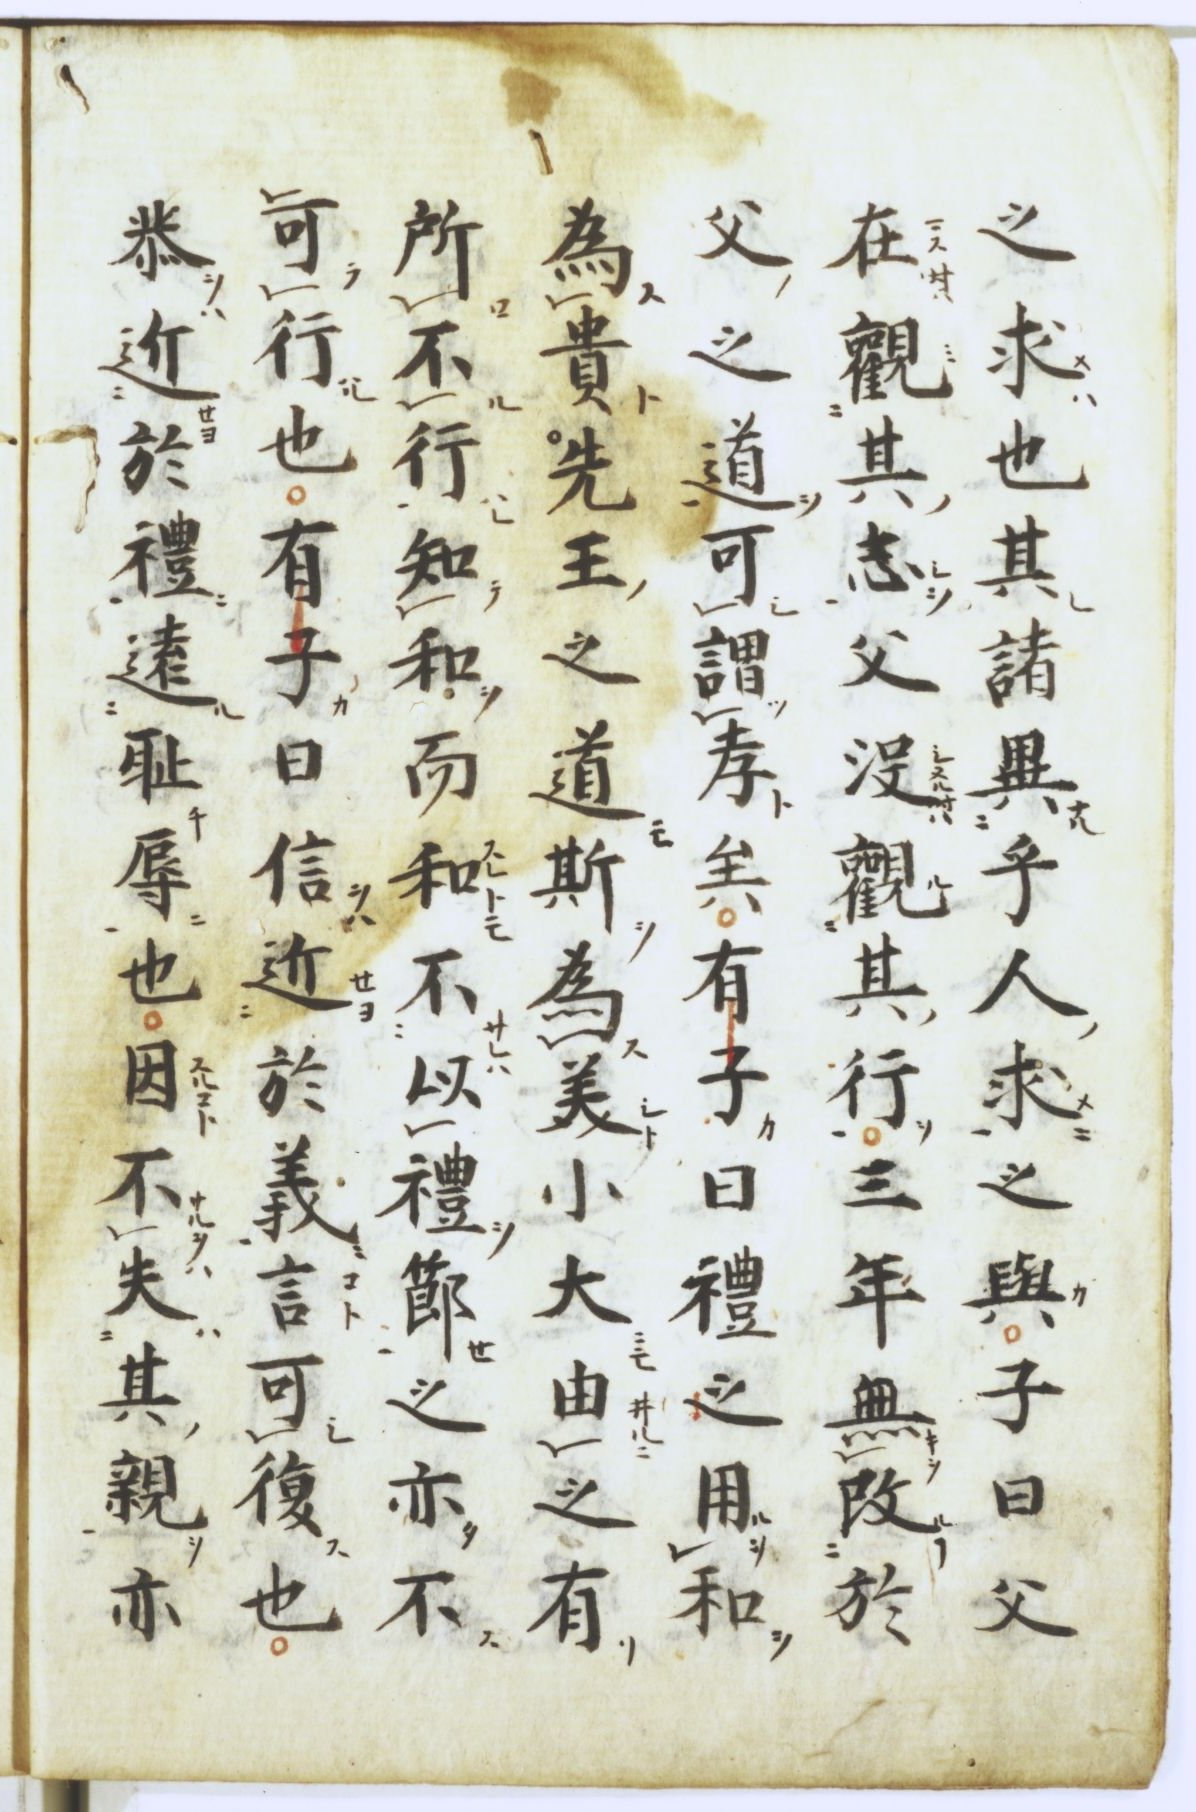 之求也其諸異乎人求之與子曰父
在觀其志父没觀其行三年無改於
父之道可謂孝矣有子曰禮之用和
為貴先王之道斯為美小大由之有
所不行知和而和不以禮節之亦不
可行也有子曰信近於義言可復也
恭近於禮遠耻辱也因不失其親亦